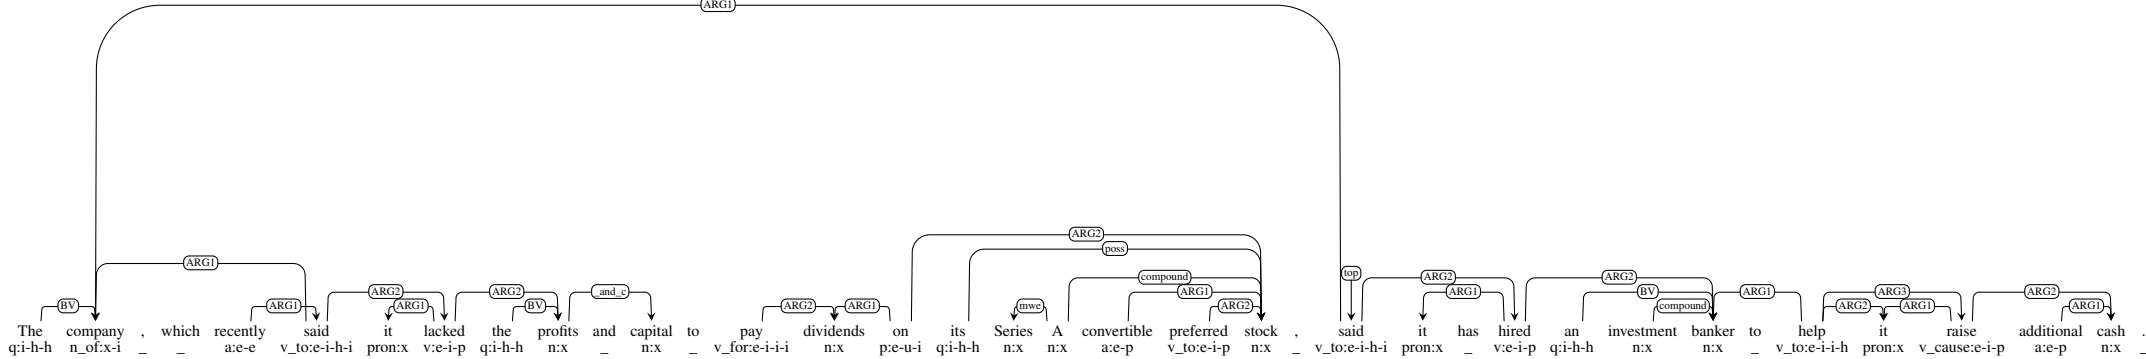 ARG1
ARG2
poss
ARG1 compound top ARG2 ARG2
ARG2 ARG2 _and_c ARG1 ARG1 BV ARG1 ARG3 ARG2
BV ARG1 ARG1 BV ARG2 ARG1 mwe ARG2 compound ARG2 ARG1 ARG1
The company , which recently said it lacked the profits and capital to pay dividends on its Series A convertible preferred stock , said it has hired an investment banker to help it raise additional cash .
q:i-h-h n_of:x-i _ _ a:e-e v_to:e-i-h-i pron:x v:e-i-p q:i-h-h n:x _ n:x _ v_for:e-i-i-i n:x p:e-u-i q:i-h-h n:x n:x a:e-p v_to:e-i-p n:x _ v_to:e-i-h-i pron:x _ v:e-i-p q:i-h-h n:x n:x _ v_to:e-i-i-h pron:x v_cause:e-i-p a:e-p n:x _